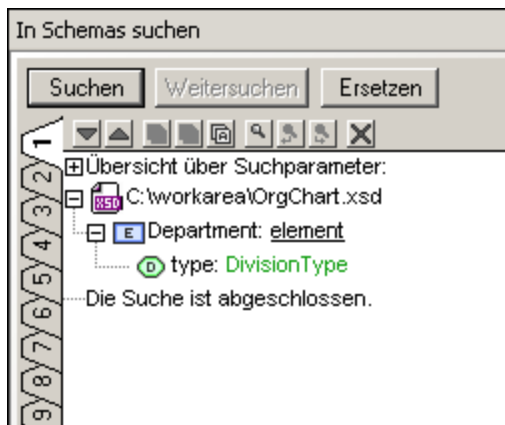 In Schemas suchen
Suchen Weitersuchen Ersetzen
1
2
3
4
5
6
7
8
9
Übersicht über Suchparameter:
XSD C:\workarea\OrgChart.xsd
E Department: element
D type: DivisionType
Die Suche ist abgeschlossen.